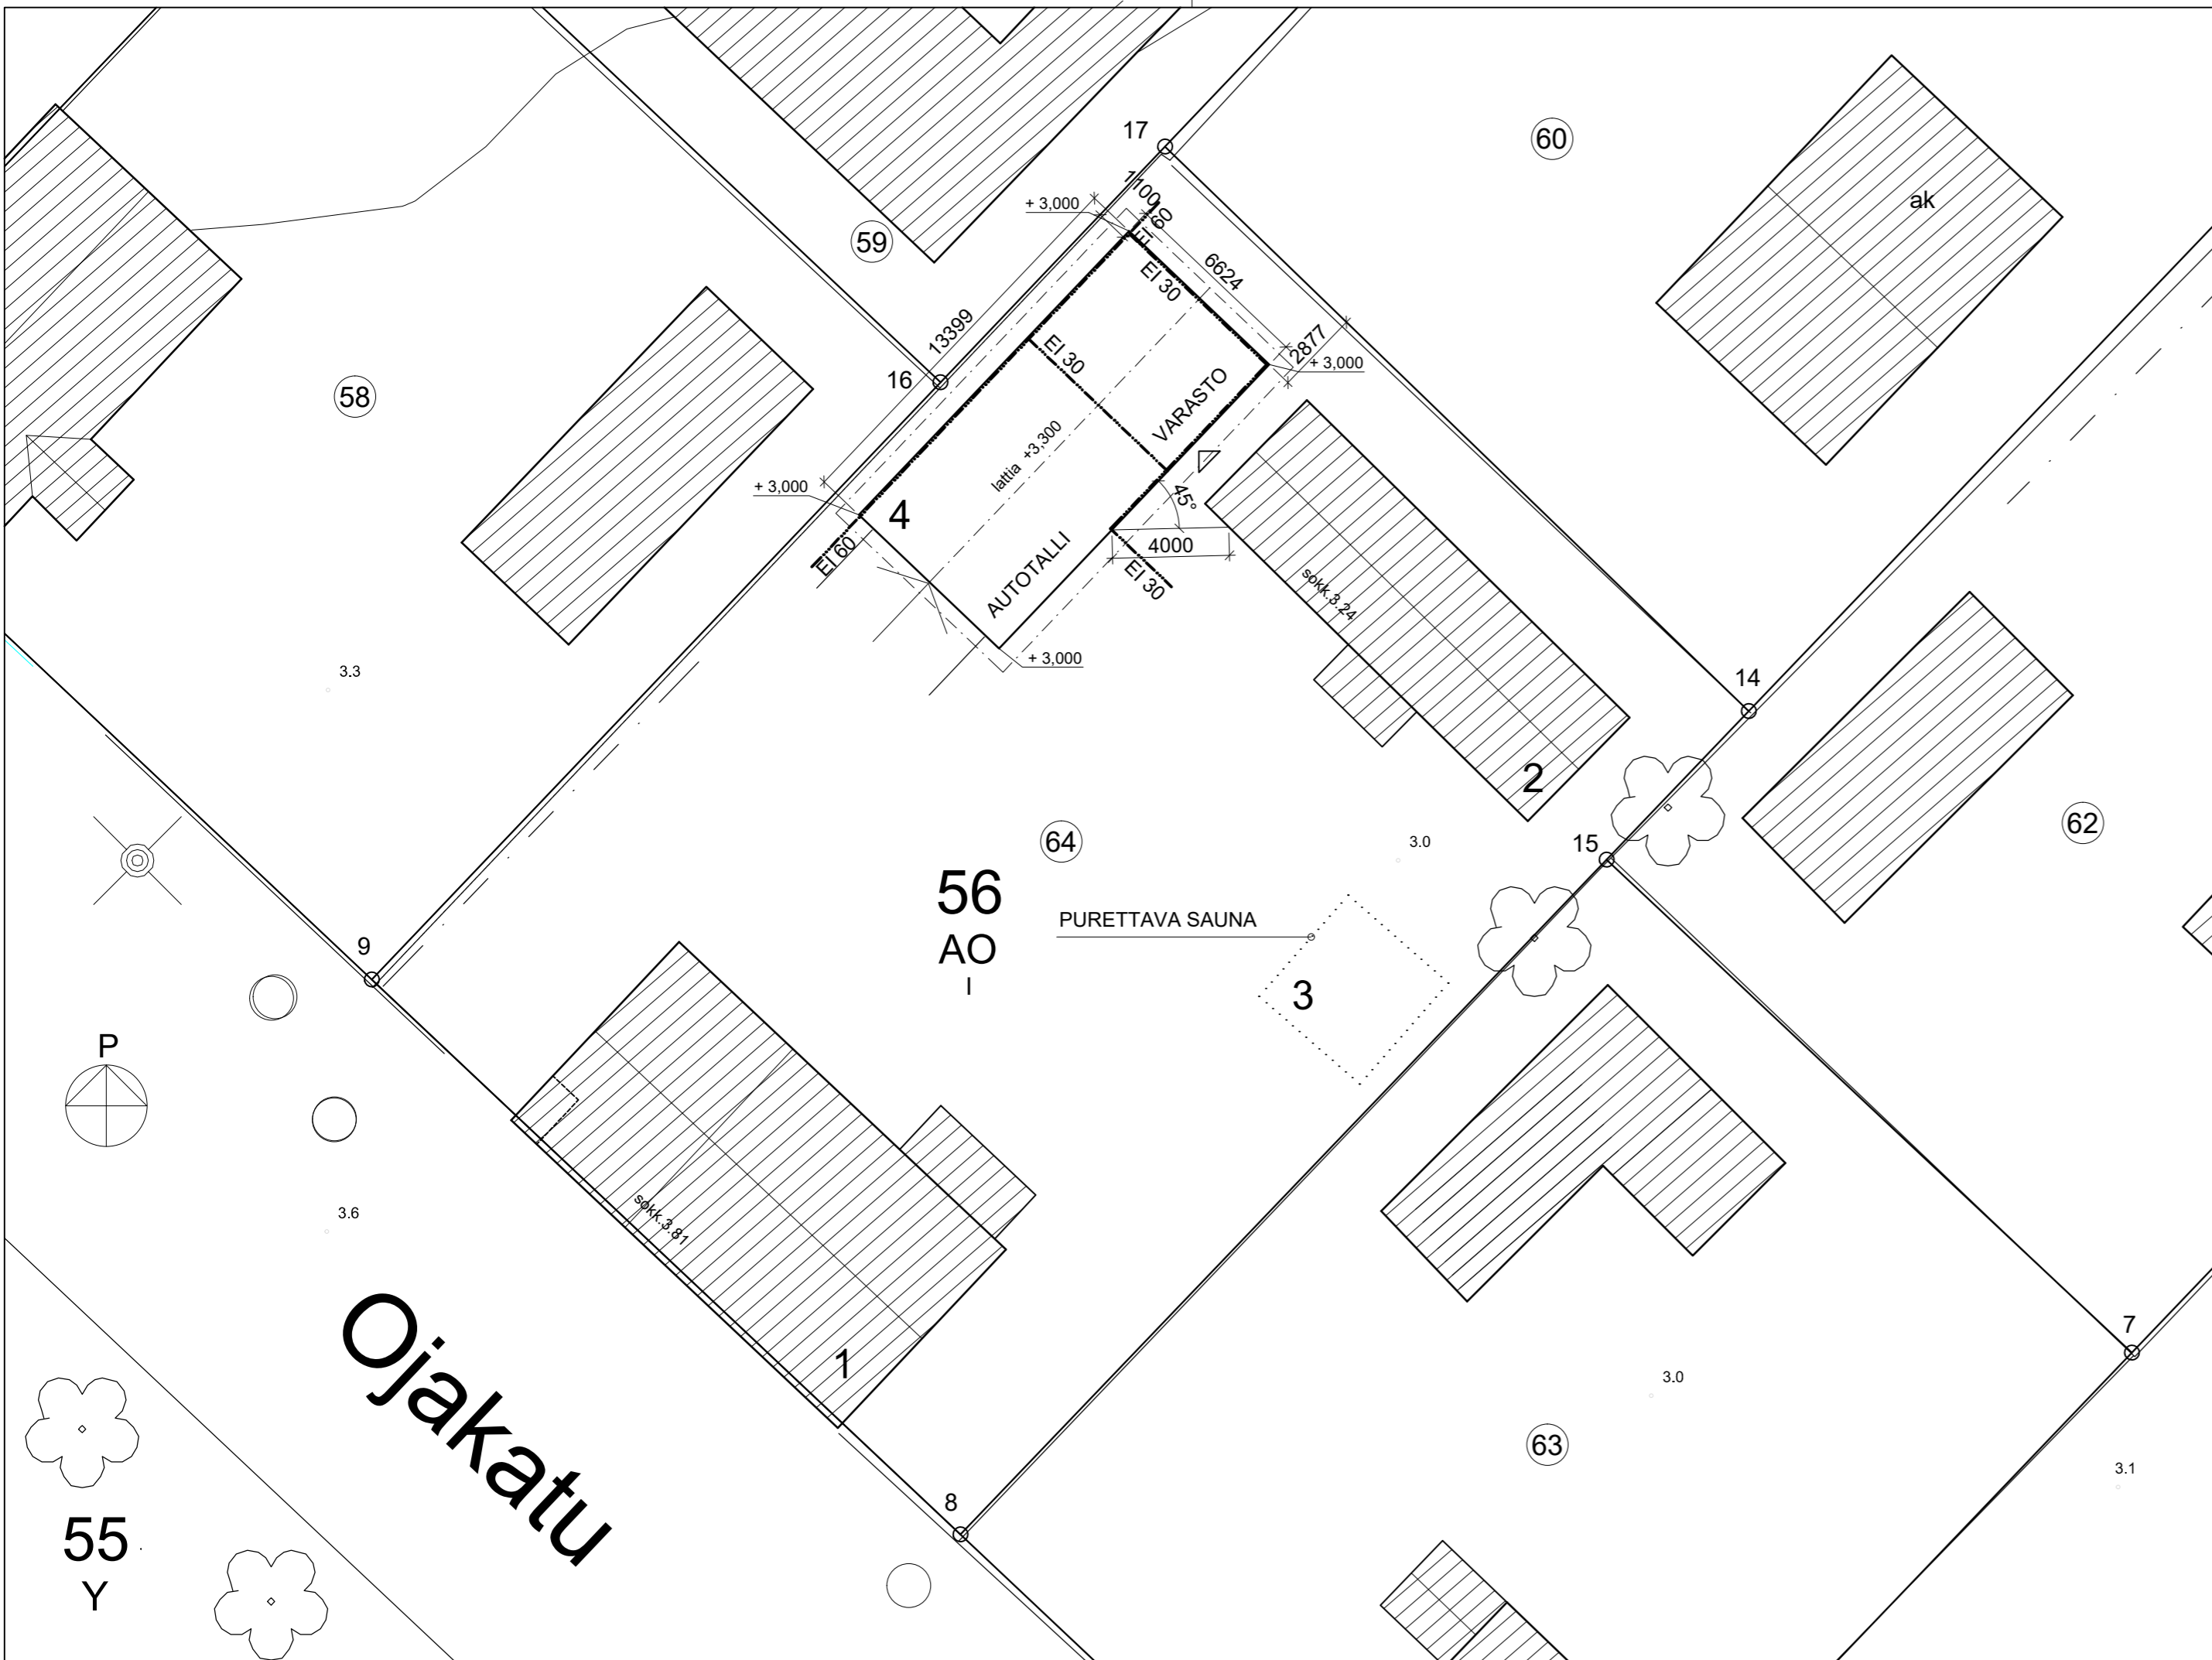 17
60
ak
1100
+ 3,000
EI 60
59
EI 30
6624
13399
2877
+ 3,000
EI 30
16
58
VARASTO
lattia +3,300
+ 3,000
4
45°
4000
EI 60
EI 30
AUTOTALLI
sokk.3.24
+ 3,000
3.3
14
2
64
3.0
15
62
56
AO
I
PURETTAVA SAUNA
9
3
P
3.6
sokk.3.81
Ojakatu
1
7
3.0
63
3.1
8
55
Y